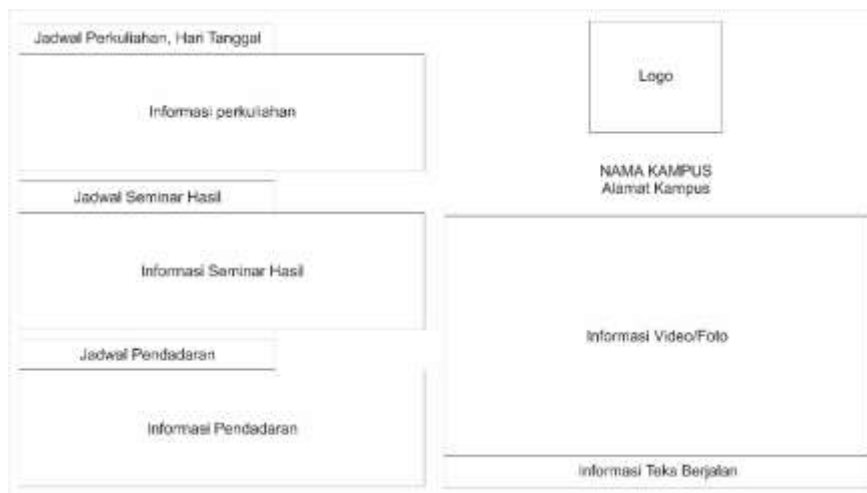 Jadwal Perkuliahan, Hari Tanggal
Informasi perkuliahan
Jadwal Seminar Hasil
Informasi Seminar Hasil
Jadwal Pendadaran
Informasi Pendadaran
Logo
NAMA KAMPUS
Alamat Kampus
Informasi Video/Foto
Informasi Teks Berjalan